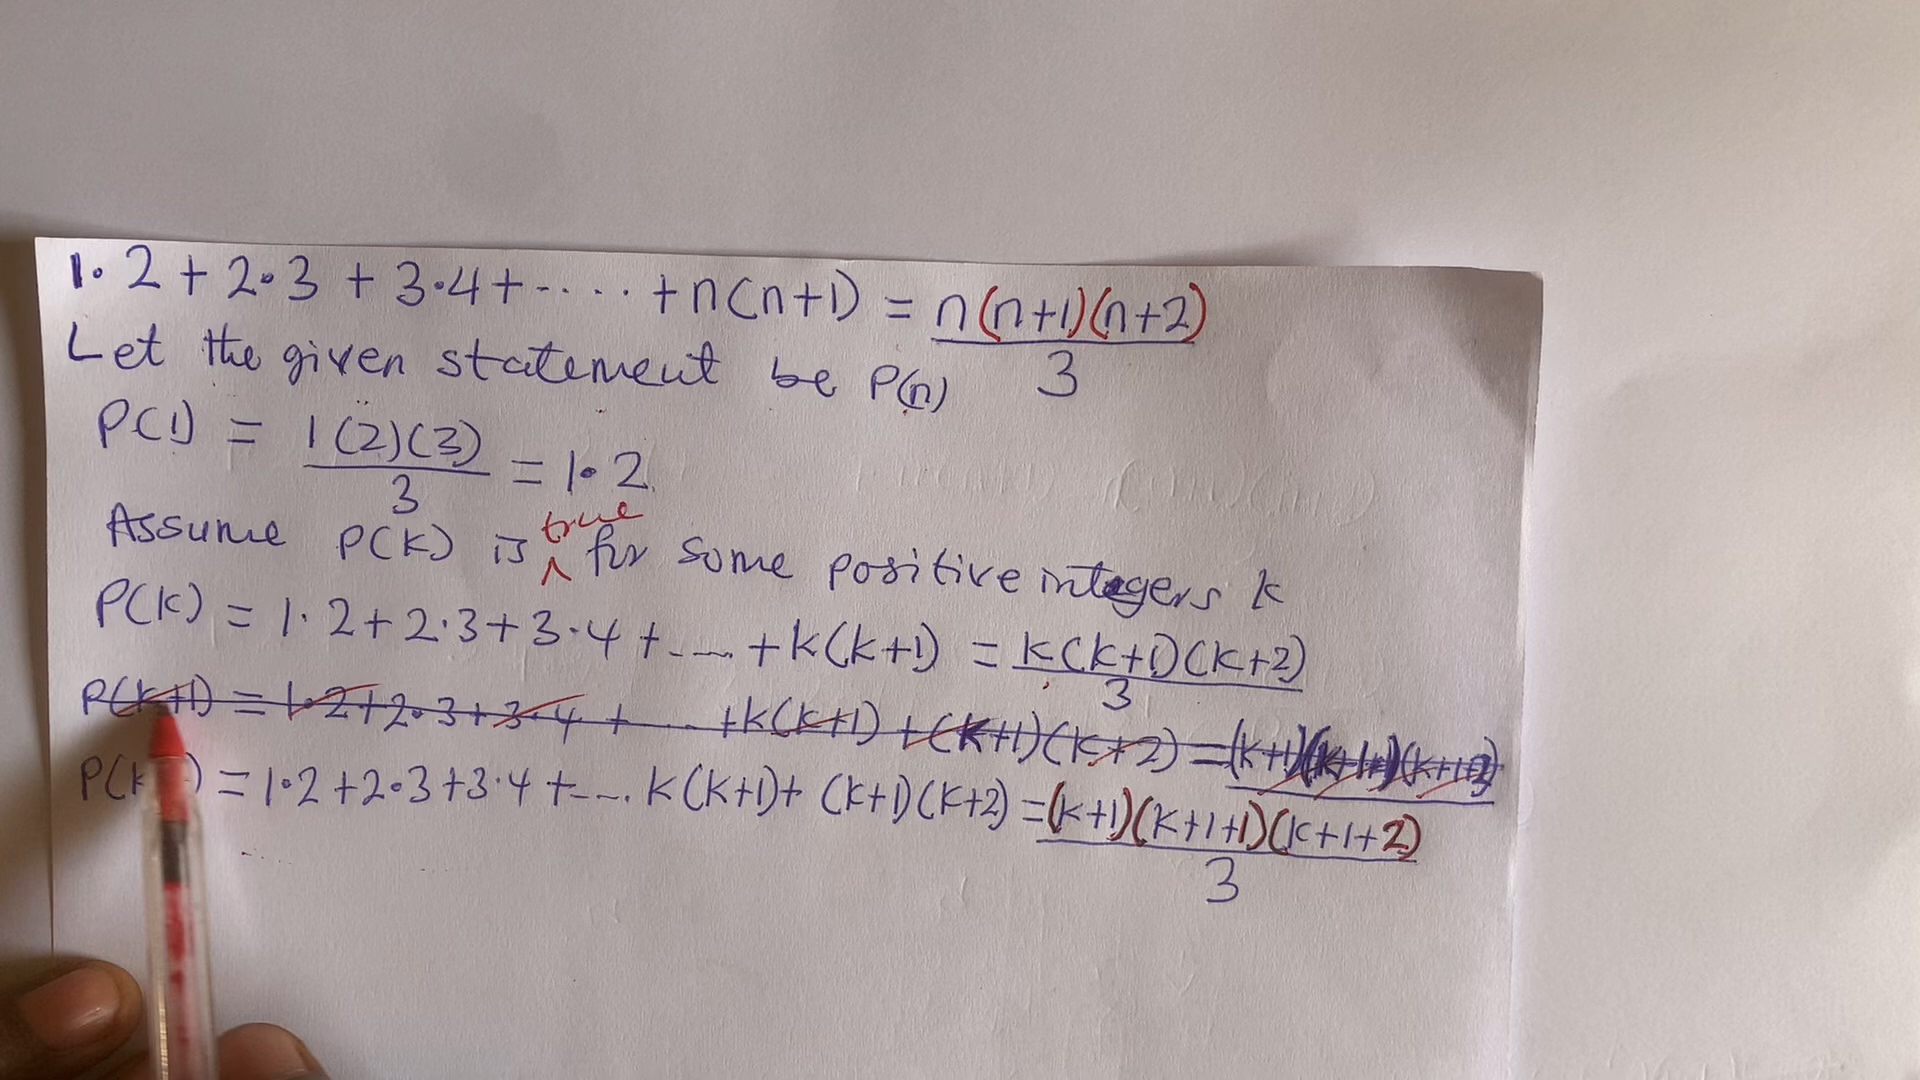 1·2 + 2·3 + 3·4 + ····· + n(n+1) = n(n+1)(n+2)/3
Let the given statement be P(n)
P(1) = 1(2)(3)/3 = 1·2
Assume P(k) is true for some positive integers k
P(k) = 1·2 + 2·3 + 3·4 + .... + k(k+1) = k(k+1)(k+2)/3
P(k+1) = 1·2 + 2·3 + 3·4 + .... + k(k+1) + (k+1)(k+2) = (k+1)
P(k ) = 1·2 + 2·3 + 3·4 + .... k(k+1) + (k+1)(k+2) = (k+1)(k+1+1)(k+1+2)/3